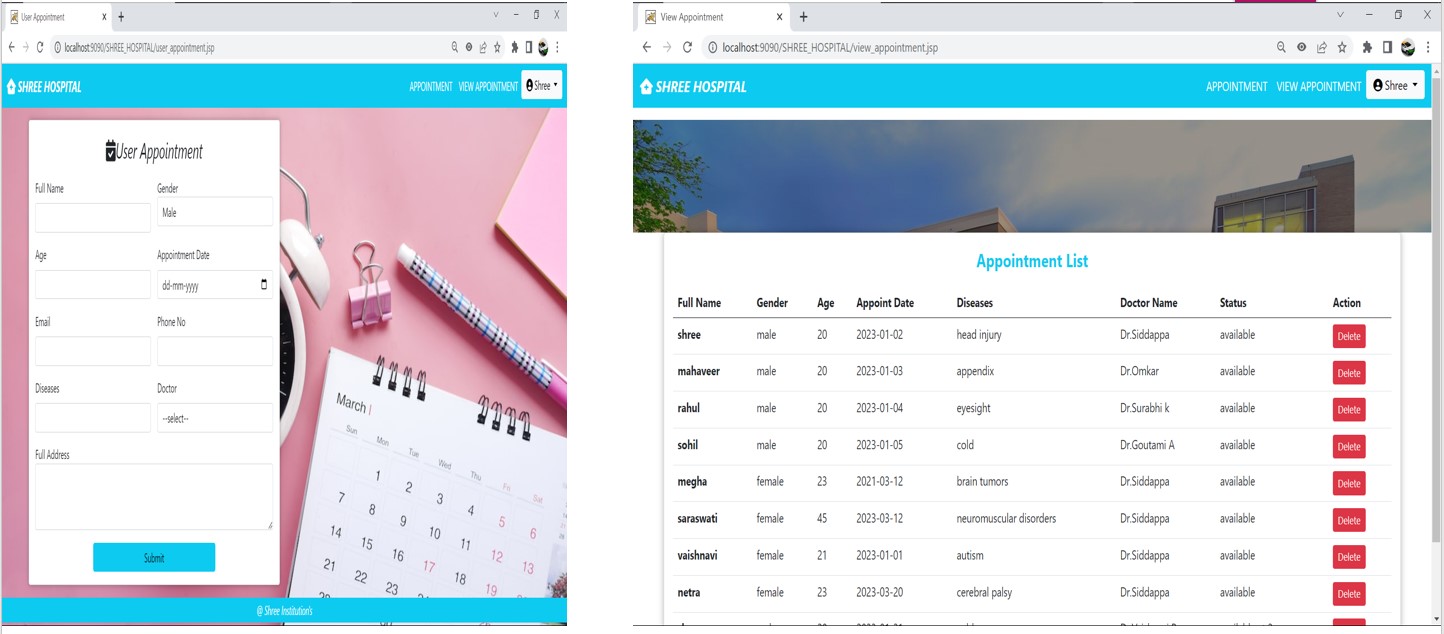 User Appointment
localhost:9090/SHREE_HOSPITAL/user_appointment.jsp
SHREE HOSPITAL
APPOINTMENT VIEW APPOINTMENT Shree
User Appointment
Full Name Gender
Male
Age Appointment Date
dd-mm-yyyy
Email Phone No
Diseases Doctor
--select--
Full Address
Submit
March
Sun Mon Tue Wed Thu Fri Sat
1 2 3 4 5 6
7 8 9 10 11 12 13
14 15 16 17 18 19
21 22 23
@ Shree Institution's
View Appointment
localhost:9090/SHREE_HOSPITAL/view_appointment.jsp
SHREE HOSPITAL
APPOINTMENT VIEW APPOINTMENT Shree
Appointment List
Full Name Gender Age Appoint Date Diseases Doctor Name Status Action
shree male 20 2023-01-02 head injury Dr.Siddappa available Delete
mahaveer male 20 2023-01-03 appendix Dr.Omkar available Delete
rahul male 20 2023-01-04 eyesight Dr.Surabhi k available Delete
sohil male 20 2023-01-05 cold Dr.Goutami A available Delete
megha female 23 2021-03-12 brain tumors Dr.Siddappa available Delete
saraswati female 45 2023-03-12 neuromuscular disorders Dr.Siddappa available Delete
vaishnavi female 21 2023-01-01 autism Dr.Siddappa available Delete
netra female 23 2023-03-20 cerebral palsy Dr.Siddappa available Delete